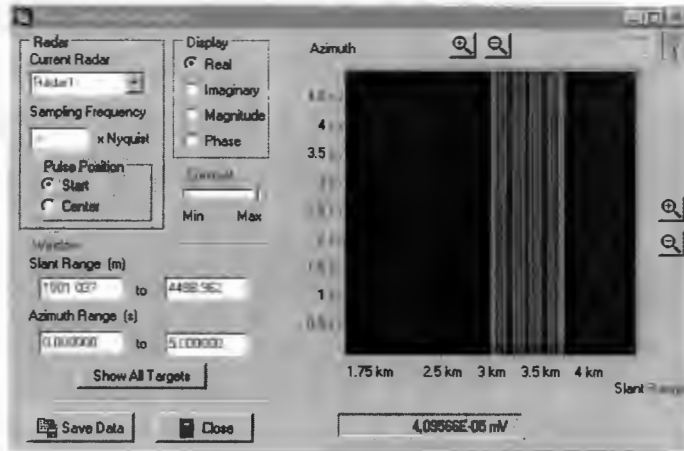 Radar
Current Radar
Radar1
Sampling Frequency
x Nyquist
Pulse Position
Start
Center
Display
Real
Imaginary
Magnitude
Phase
Contrast
Min Max
Window
Slant Range (m)
to
Azimuth Range (s)
0.000000 to 5.000000
Show All Targets
Save Data
Close
Azimuth
4
3.5
1
1.75 km 2.5 km 3 km 3.5 km 4 km
Slant Range
4,09566E-05 mV